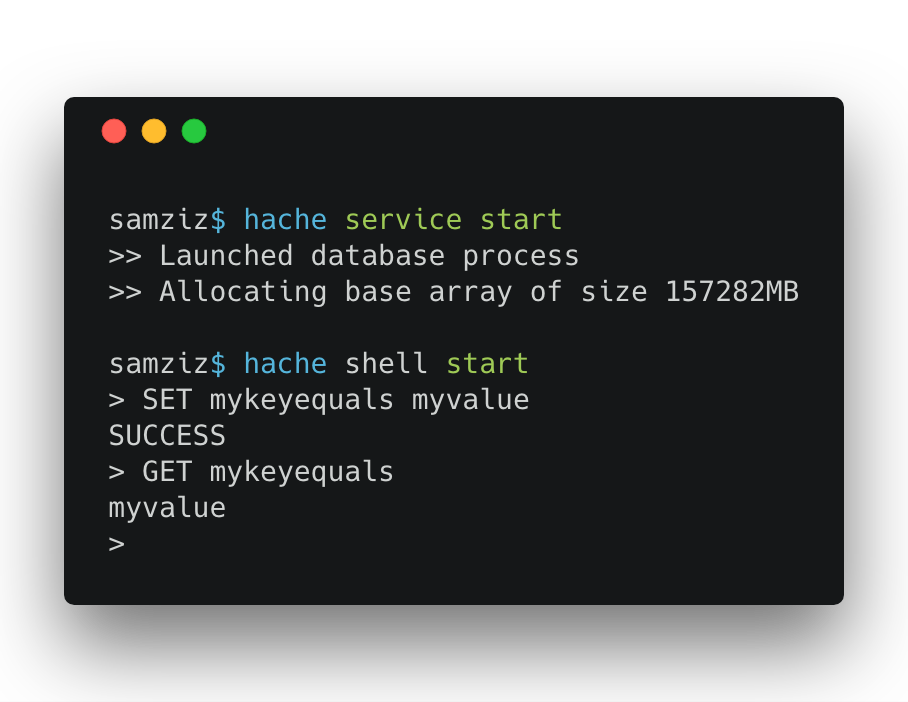 samziz$ hache service start
>> Launched database process
>> Allocating base array of size 157282MB
samziz$ hache shell start
> SET mykeyequals myvalue
SUCCESS
> GET mykeyequals
myvalue
>